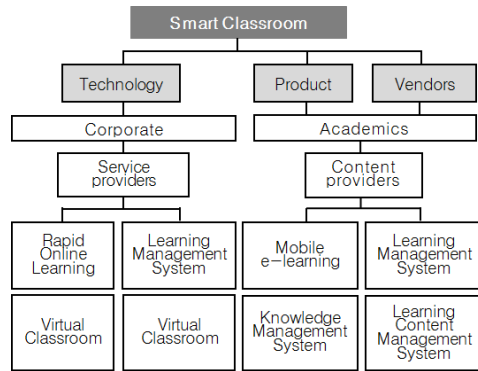 Smart Classroom
Technology
Product
Vendors
Corporate
Academics
Service
providers
Content
providers
Rapid
Online
Learning
Learning
Management
System
Mobile
e-learning
Learning
Management
System
Virtual
Classroom
Virtual
Classroom
Knowledge
Management
System
Learning
Content
Management
System